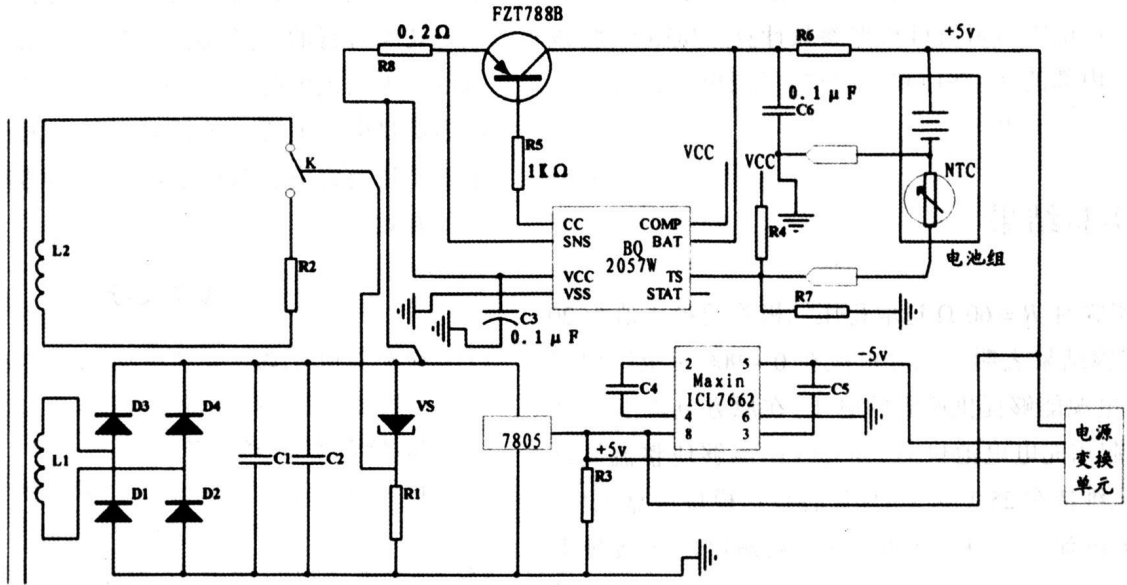 FZT788B
0.2Ω
R8
R6
+5v
0.1μF
C6
R5
1KΩ
VCC
VCC
NTC
K
CC
SNS
VCC
VSS
COMP
BAT
TS
STAT
BQ
2057W
R4
电池组
L2
R2
R7
C3
0.1μF
-5v
2
4
8
5
6
3
Maxin
ICL7662
C4
C5
D3
D4
VS
7805
+5v
电源
变换
单元
L1
C1
C2
D1
D2
R1
R3